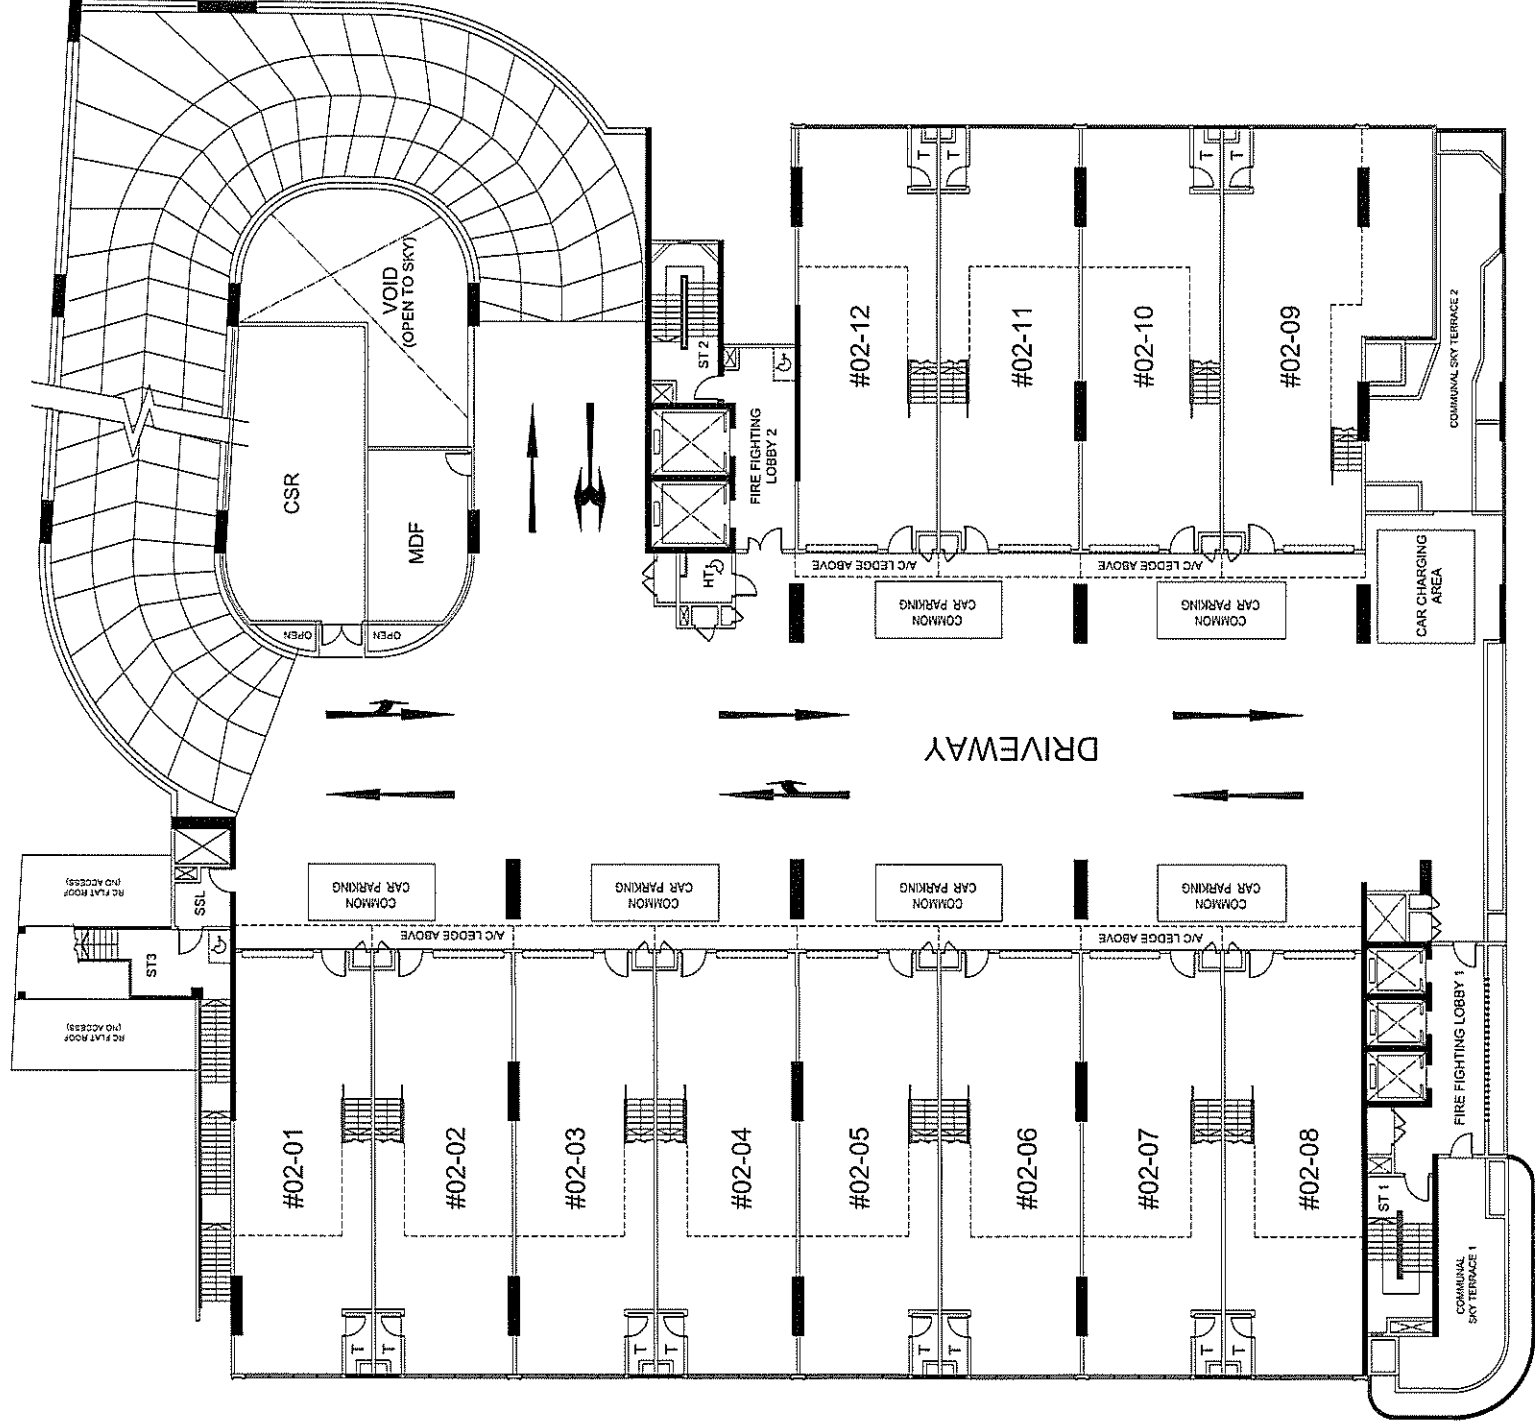 VOID
(OPEN TO SKY)
CSR
MDF
OPEN
OPEN
ST 2
FIRE FIGHTING
LOBBY 2
HT
T
T
T
T
#02-12
#02-11
#02-10
#02-09
COMMUNAL SKY TERRACE 2
A/C LEDGE ABOVE
A/C LEDGE ABOVE
COMMON
CAR PARKING
COMMON
CAR PARKING
CAR CHARGING
AREA
DRIVEWAY
RC FLAT ROOF
(NO ACCESS)
SSL
ST3
RC FLAT ROOF
(NO ACCESS)
COMMON
CAR PARKING
COMMON
CAR PARKING
COMMON
CAR PARKING
COMMON
CAR PARKING
A/C LEDGE ABOVE
A/C LEDGE ABOVE
#02-01
#02-02
#02-03
#02-04
#02-05
#02-06
#02-07
#02-08
FIRE FIGHTING LOBBY 1
ST 1
COMMUNAL
SKY TERRACE 1
T
T
T
T
T
T
T
T